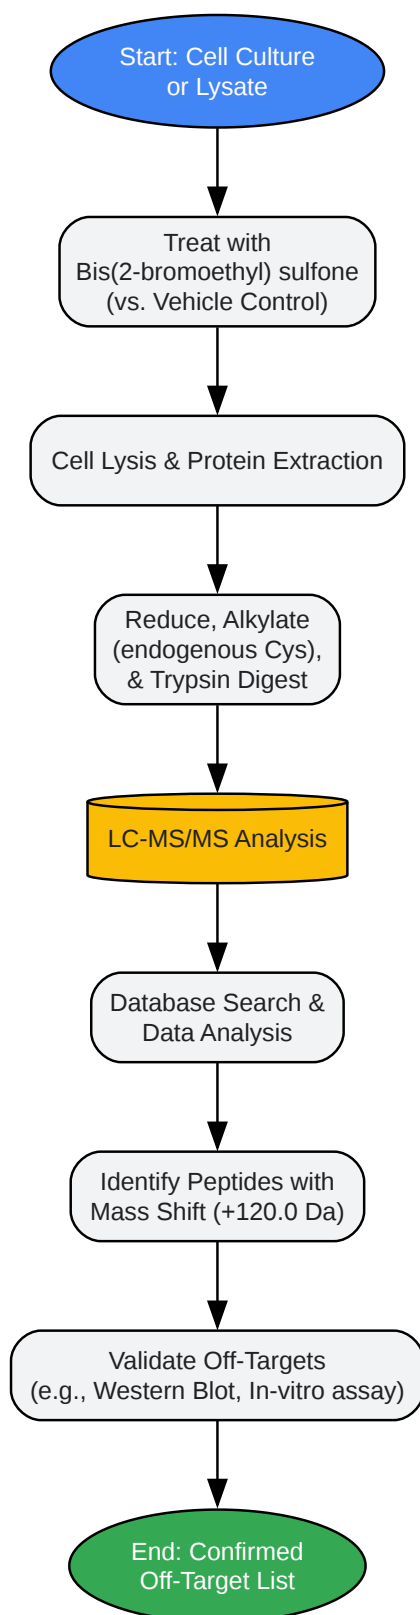 Start: Cell Culture
or Lysate
Treat with
Bis(2-bromoethyl) sulfone
(vs. Vehicle Control)
Cell Lysis & Protein Extraction
Reduce, Alkylate
(endogenous Cys),
& Trypsin Digest
LC-MS/MS Analysis
Database Search &
Data Analysis
Identify Peptides with
Mass Shift (+120.0 Da)
Validate Off-Targets
(e.g., Western Blot, In-vitro assay)
End: Confirmed
Off-Target List